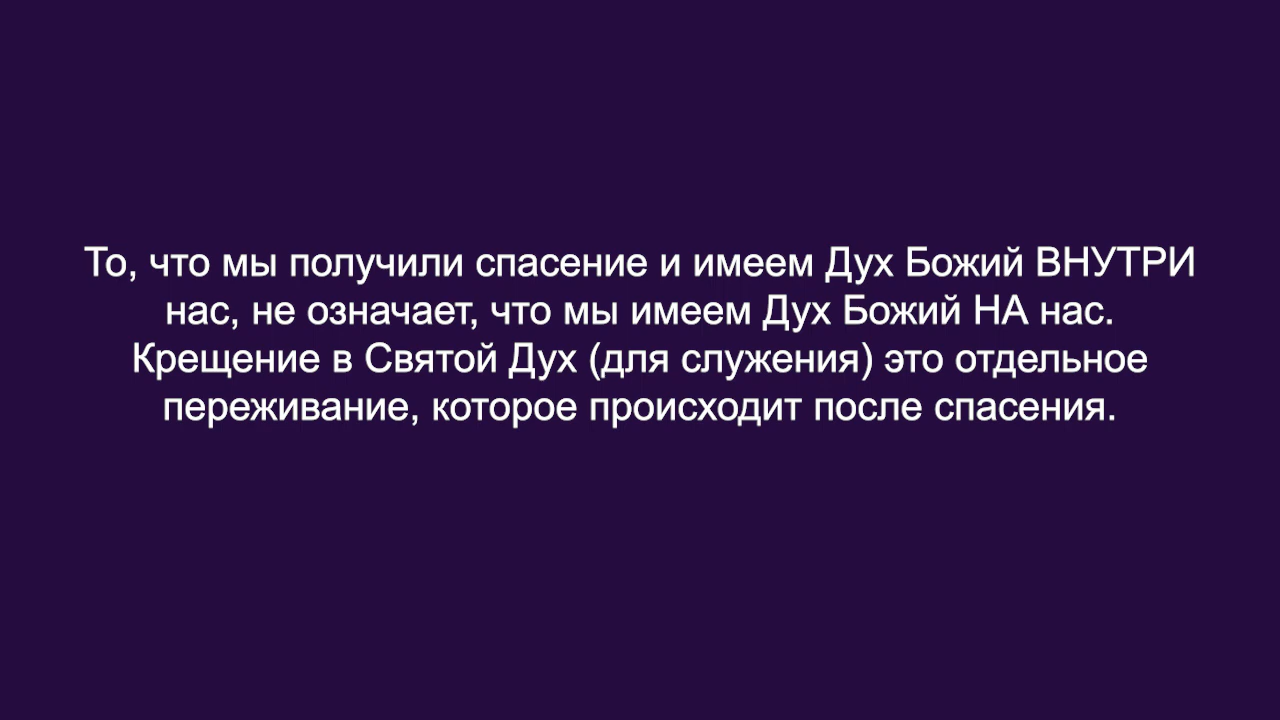 То, что мы получили спасение и имеем Дух Божий ВНУТРИ
нас, не означает, что мы имеем Дух Божий НА нас.
Крещение в Святой Дух (для служения) это отдельное
переживание, которое происходит после спасения.